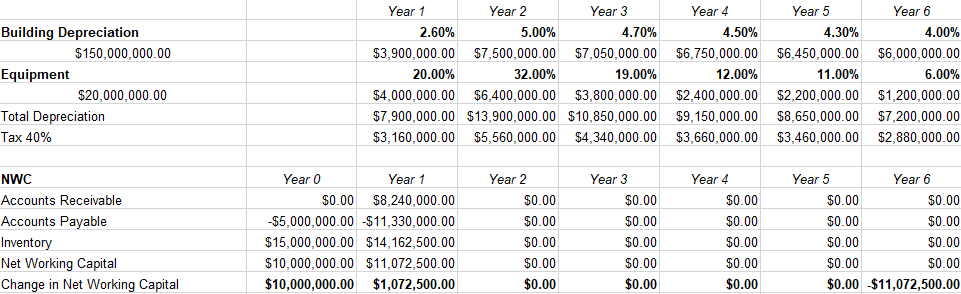 Year 1 Year 2 Year 3 Year 4 Year 5 Year 6
Building Depreciation 2.60% 5.00% 4.70% 4.50% 4.30% 4.00%
$150,000,000.00 $3,900,000.00 $7,500,000.00 $7,050,000.00 $6,750,000.00 $6,450,000.00 $6,000,000.00
Equipment 20.00% 32.00% 19.00% 12.00% 11.00% 6.00%
$20,000,000.00 $4,000,000.00 $6,400,000.00 $3,800,000.00 $2,400,000.00 $2,200,000.00 $1,200,000.00
Total Depreciation $7,900,000.00 $13,900,000.00 $10,850,000.00 $9,150,000.00 $8,650,000.00 $7,200,000.00
Tax 40% $3,160,000.00 $5,560,000.00 $4,340,000.00 $3,660,000.00 $3,460,000.00 $2,880,000.00
NWC Year 0 Year 1 Year 2 Year 3 Year 4 Year 5 Year 6
Accounts Receivable $0.00 $8,240,000.00 $0.00 $0.00 $0.00 $0.00 $0.00
Accounts Payable -$5,000,000.00 -$11,330,000.00 $0.00 $0.00 $0.00 $0.00 $0.00
Inventory $15,000,000.00 $14,162,500.00 $0.00 $0.00 $0.00 $0.00 $0.00
Net Working Capital $10,000,000.00 $11,072,500.00 $0.00 $0.00 $0.00 $0.00 $0.00
Change in Net Working Capital $10,000,000.00 $1,072,500.00 $0.00 $0.00 $0.00 $0.00 -$11,072,500.00